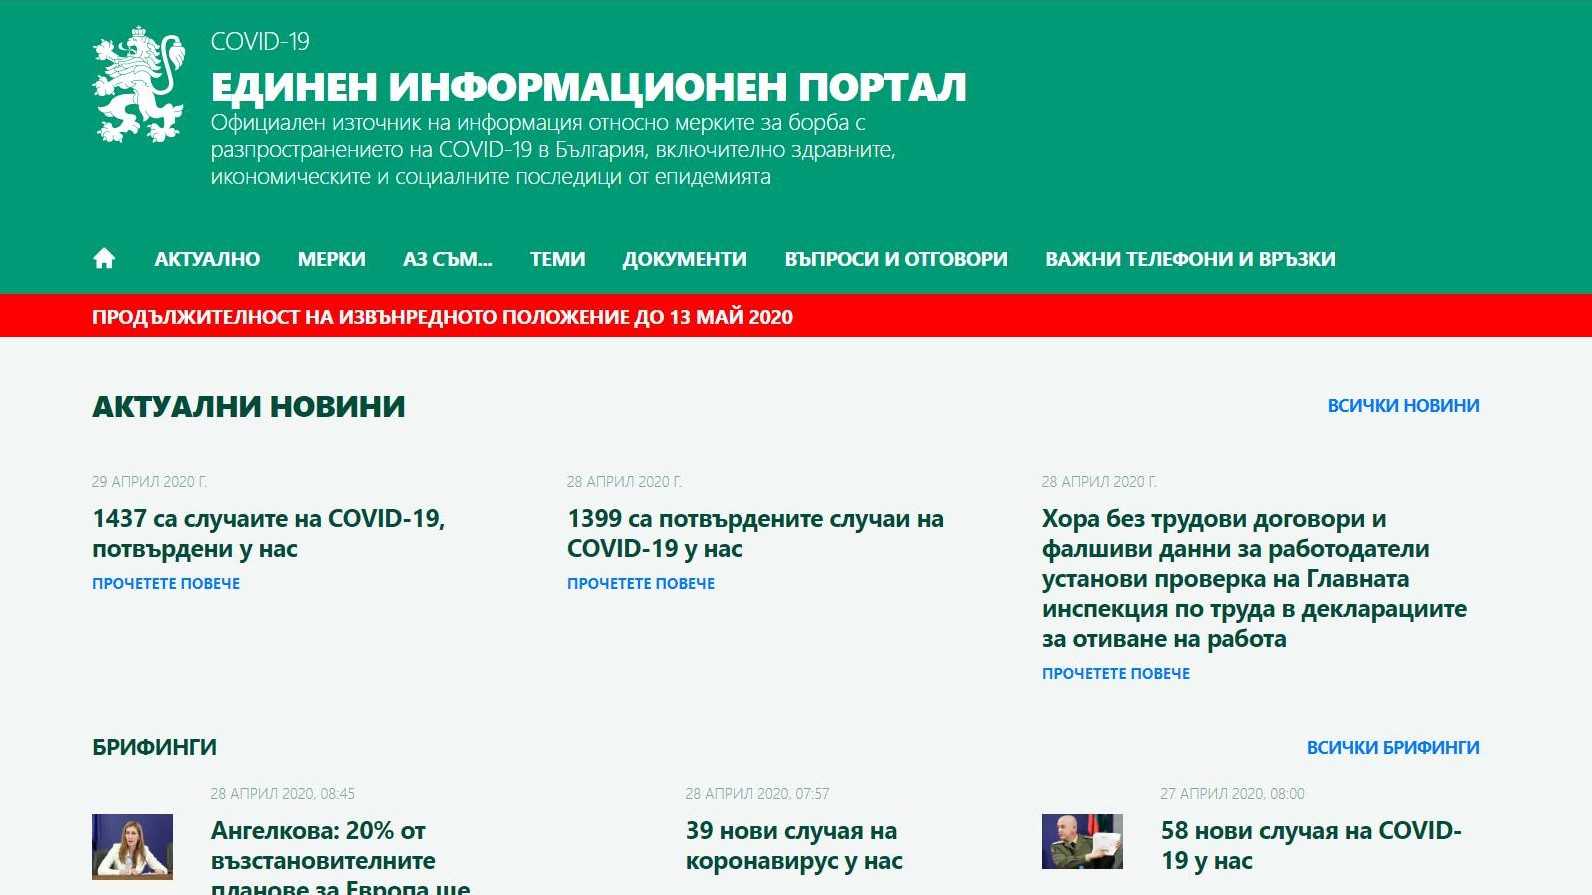 COVID-19
ЕДИНЕН ИНФОРМАЦИОНЕН ПОРТАЛ
Официален източник на информация относно мерките за борба с
разпространението на COVID-19 в България, включително здравните,
икономическите и социалните последици от епидемията
АКТУАЛНО МЕРКИ АЗ СЪМ... ТЕМИ ДОКУМЕНТИ ВЪПРОСИ И ОТГОВОРИ ВАЖНИ ТЕЛЕФОНИ И ВРЪЗКИ
ПРОДЪЛЖИТЕЛНОСТ НА ИЗВЪНРЕДНОТО ПОЛОЖЕНИЕ ДО 13 МАЙ 2020
АКТУАЛНИ НОВИНИ
ВСИЧКИ НОВИНИ
29 АПРИЛ 2020 Г.
1437 са случаите на COVID-19,
потвърдени у нас
ПРОЧЕТЕТЕ ПОВЕЧЕ
28 АПРИЛ 2020 Г.
1399 са потвърдените случаи на
COVID-19 у нас
ПРОЧЕТЕТЕ ПОВЕЧЕ
28 АПРИЛ 2020 Г.
Хора без трудови договори и
фалшиви данни за работодатели
установи проверка на Главната
инспекция по труда в декларациите
за отиване на работа
ПРОЧЕТЕТЕ ПОВЕЧЕ
БРИФИНГИ
ВСИЧКИ БРИФИНГИ
28 АПРИЛ 2020, 08:45
Ангелкова: 20% от
възстановителните
планове за Европа ще
28 АПРИЛ 2020, 07:57
39 нови случая на
коронавирус у нас
27 АПРИЛ 2020, 08:00
58 нови случая на COVID-
19 у нас